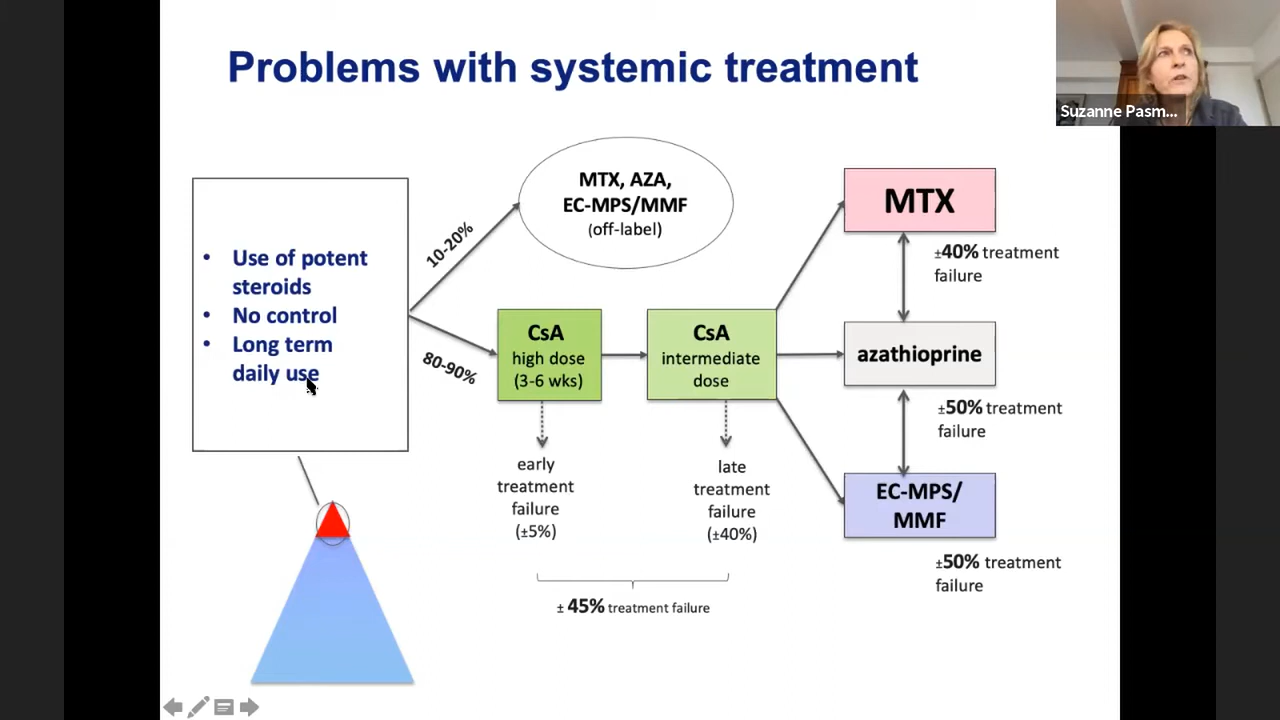 Problems with systemic treatment
Suzanne Pasm...
• Use of potent
steroids
• No control
• Long term
daily use
10-20%
80-90%
MTX, AZA,
EC-MPS/MMF
(off-label)
CsA
high dose
(3-6 wks)
CsA
intermediate
dose
early
treatment
failure
(±5%)
late
treatment
failure
(±40%)
± 45% treatment failure
MTX
±40% treatment
failure
azathioprine
±50% treatment
failure
EC-MPS/
MMF
±50% treatment
failure